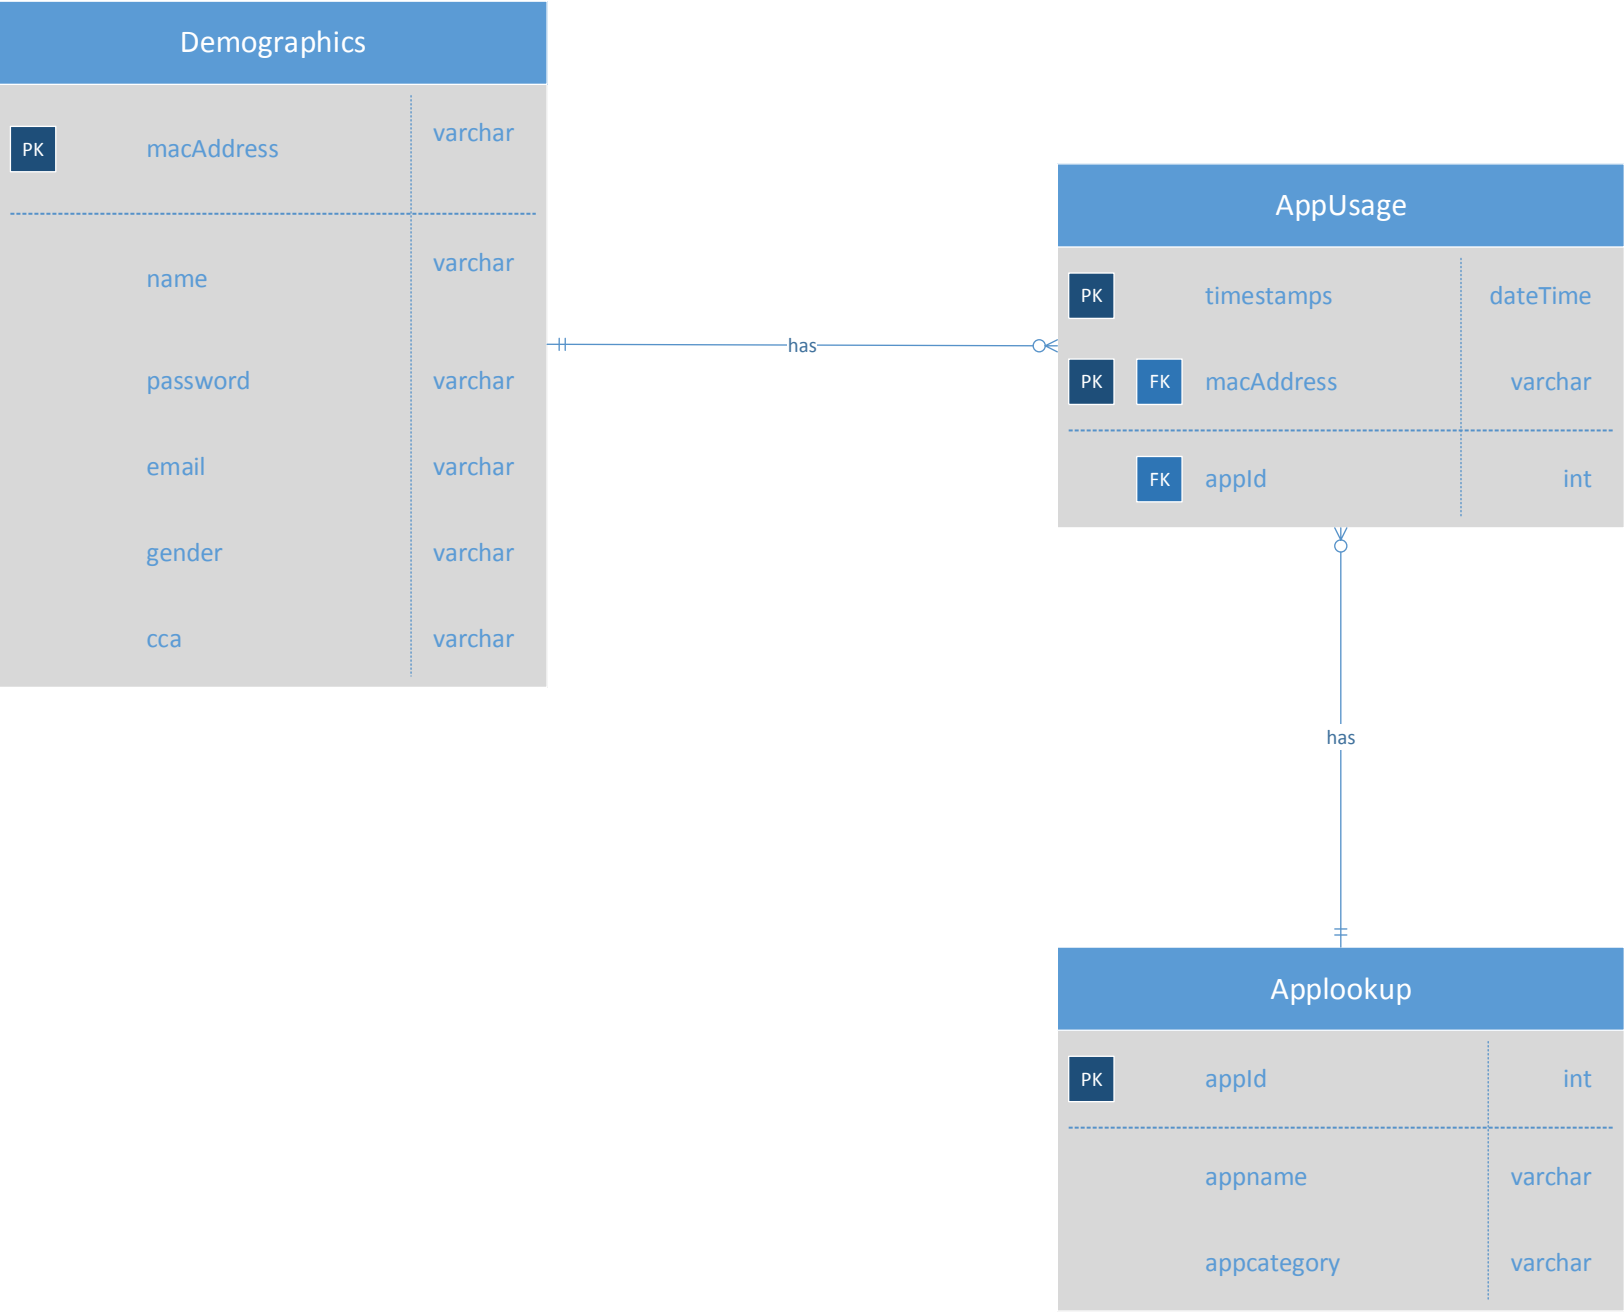 Demographics
PK macAddress varchar
name varchar
password varchar
email varchar
gender varchar
cca varchar
has
AppUsage
PK timestamps dateTime
PK FK macAddress varchar
FK appId int
has
Applookup
PK appId int
appname varchar
appcategory varchar